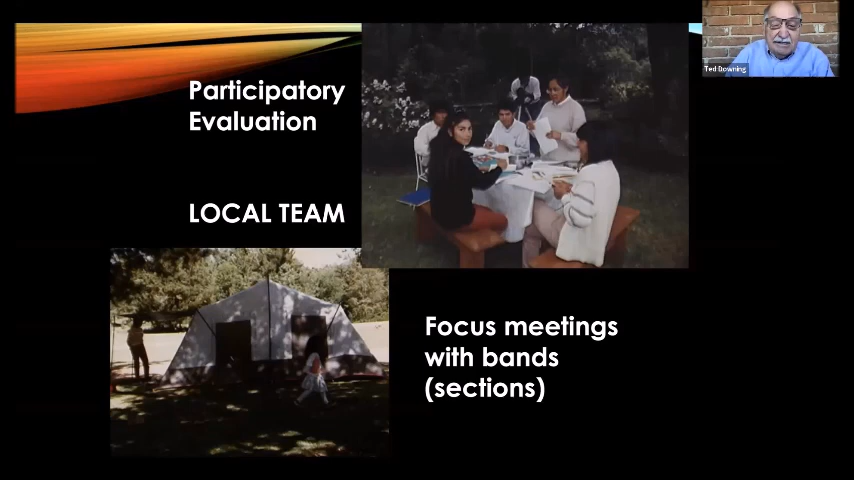 Participatory
Evaluation
LOCAL TEAM
Focus meetings
with bands
(sections)
Ted Downing